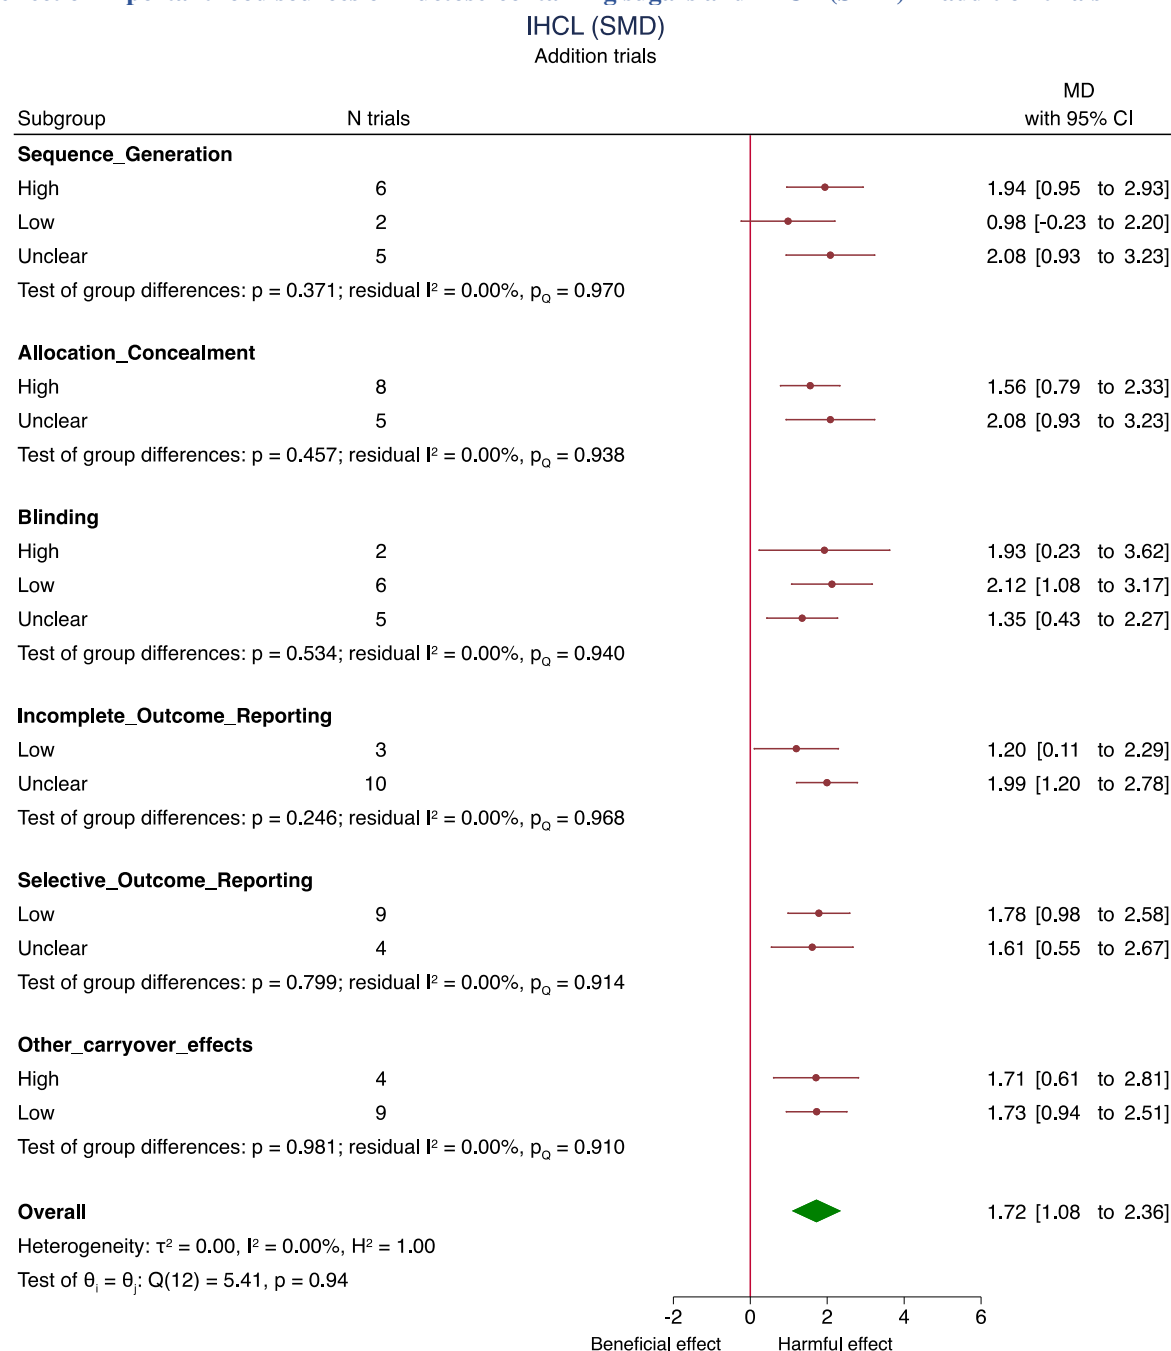 IHCL (SMD)
Addition trials
MD
Subgroup N trials with 95% CI
Sequence_Generation
High 6 1.94 [0.95 to 2.93]
Low 2 0.98 [-0.23 to 2.20]
Unclear 5 2.08 [0.93 to 3.23]
Test of group differences: p = 0.371; residual I² = 0.00%, p_Q = 0.970
Allocation_Concealment
High 8 1.56 [0.79 to 2.33]
Unclear 5 2.08 [0.93 to 3.23]
Test of group differences: p = 0.457; residual I² = 0.00%, p_Q = 0.938
Blinding
High 2 1.93 [0.23 to 3.62]
Low 6 2.12 [1.08 to 3.17]
Unclear 5 1.35 [0.43 to 2.27]
Test of group differences: p = 0.534; residual I² = 0.00%, p_Q = 0.940
Incomplete_Outcome_Reporting
Low 3 1.20 [0.11 to 2.29]
Unclear 10 1.99 [1.20 to 2.78]
Test of group differences: p = 0.246; residual I² = 0.00%, p_Q = 0.968
Selective_Outcome_Reporting
Low 9 1.78 [0.98 to 2.58]
Unclear 4 1.61 [0.55 to 2.67]
Test of group differences: p = 0.799; residual I² = 0.00%, p_Q = 0.914
Other_carryover_effects
High 4 1.71 [0.61 to 2.81]
Low 9 1.73 [0.94 to 2.51]
Test of group differences: p = 0.981; residual I² = 0.00%, p_Q = 0.910
Overall 1.72 [1.08 to 2.36]
Heterogeneity: τ² = 0.00, I² = 0.00%, H² = 1.00
Test of θᵢ = θⱼ: Q(12) = 5.41, p = 0.94
-2 0 2 4 6
Beneficial effect Harmful effect